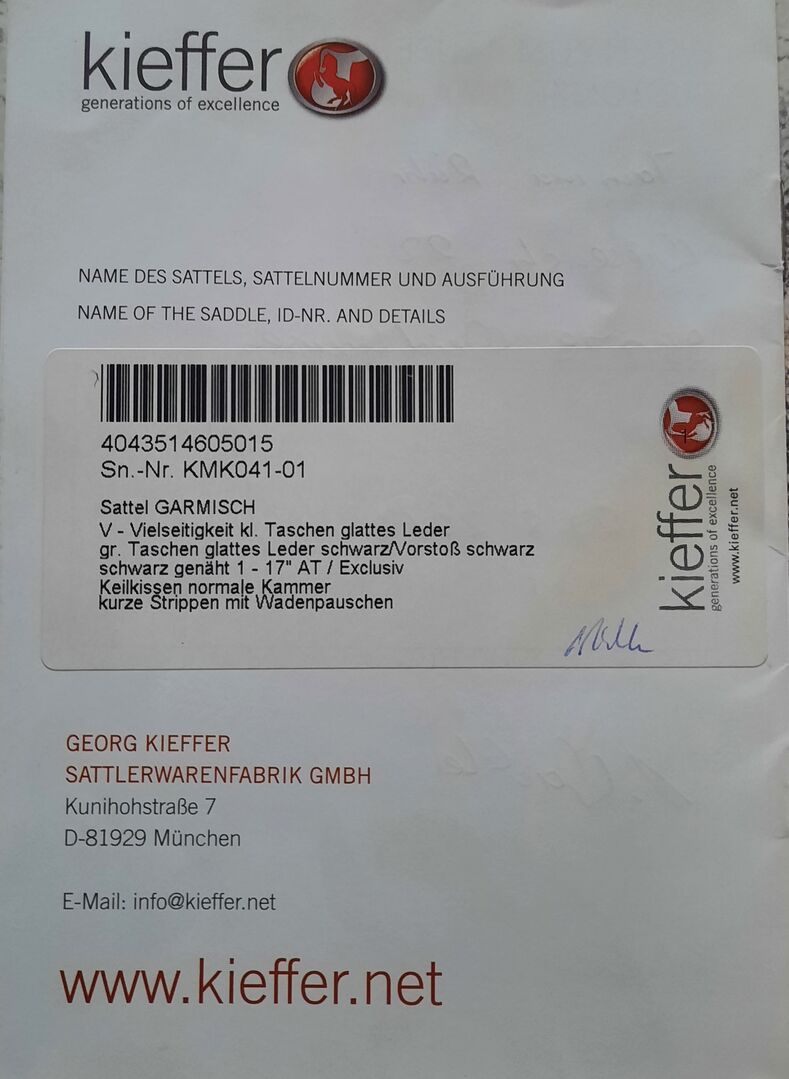 kieffer
generations of excellence
NAME DES SATTELS, SATTELNUMMER UND AUSFÜHRUNG
NAME OF THE SADDLE, ID-NR. AND DETAILS
4043514605015
Sn.-Nr. KMK041-01
Sattel GARMISCH
V - Vielseitigkeit kl. Taschen glattes Leder
gr. Taschen glattes Leder schwarz/Vorstoß schwarz
schwarz genäht 1 - 17" AT / Exclusiv
Keilkissen normale Kammer
kurze Strippen mit Wadenpauschen
kieffer
generations of excellence
www.kieffer.net
GEORG KIEFFER
SATTLERWARENFABRIK GMBH
Kunihohstraße 7
D-81929 München
E-Mail: info@kieffer.net
www.kieffer.net